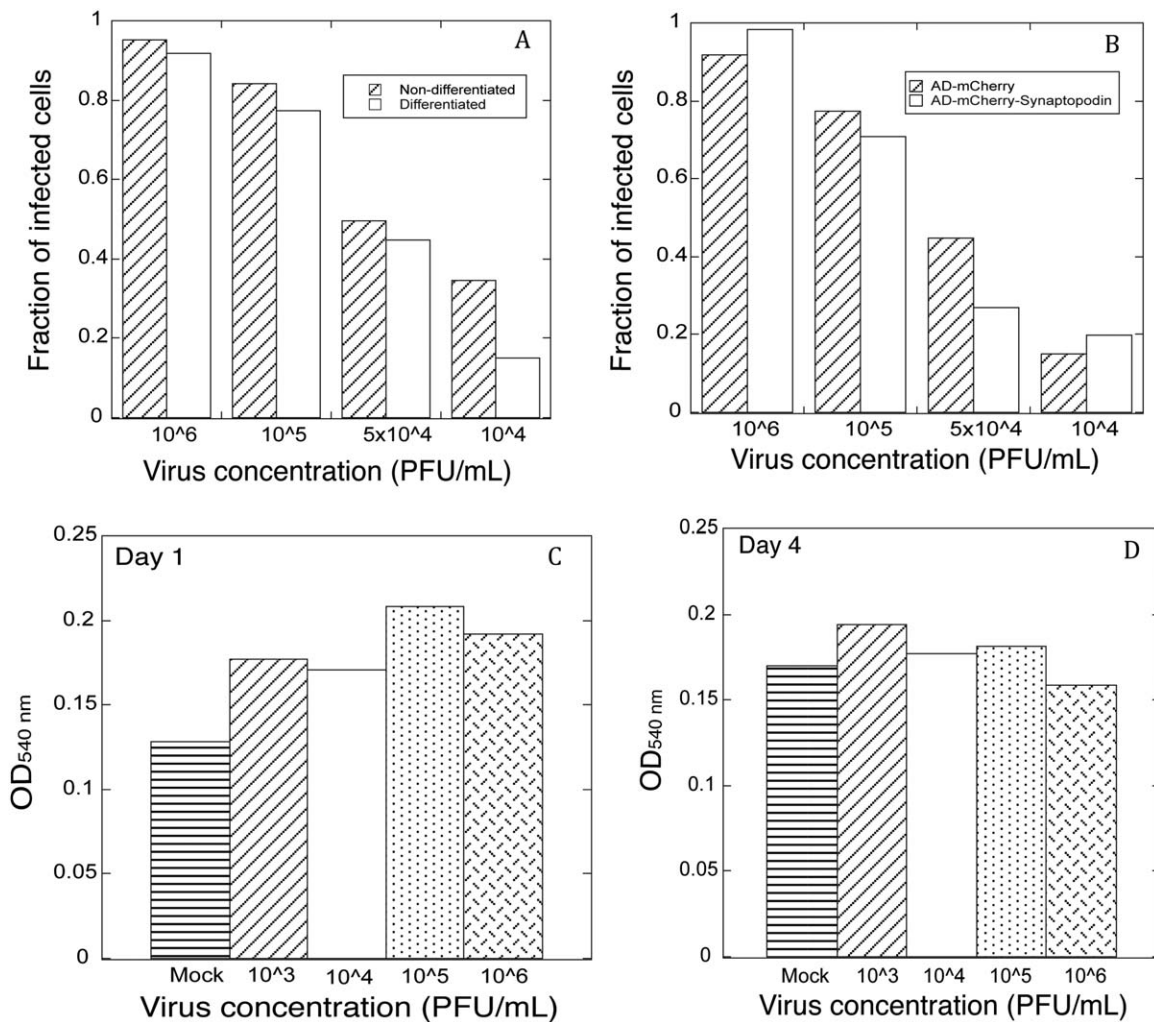 A
Fraction of infected cells
1
0.8
0.6
0.4
0.2
0
Non-differentiated
Differentiated
10^6 10^5 5x10^4 10^4
Virus concentration (PFU/mL)
B
Fraction of infected cells
1
0.8
0.6
0.4
0.2
0
AD-mCherry
AD-mCherry-Synaptopodin
10^6 10^5 5x10^4 10^4
Virus concentration (PFU/mL)
Day 1 C
OD540 nm
0.25
0.2
0.15
0.1
0.05
0
Mock 10^3 10^4 10^5 10^6
Virus concentration (PFU/mL)
Day 4 D
OD540 nm
0.25
0.2
0.15
0.1
0.05
0
Mock 10^3 10^4 10^5 10^6
Virus concentration (PFU/mL)